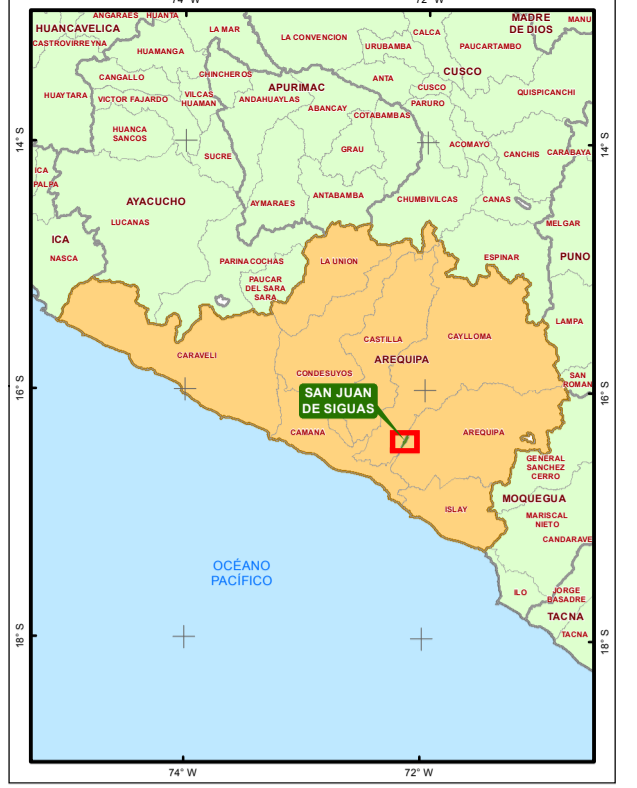 74° W
72° W
ANGARAES
HUANTA
HUANCAVELICA
LA MAR
MADRE
DE DIOS
MANU
CASTROVIRREYNA
LA CONVENCION
CALCA
URUBAMBA
PAUCARTAMBO
HUAMANGA
CANGALLO
CHINCHEROS
APURIMAC
ANTA
CUSCO
CUSCO
QUISPICANCHI
HUAYTARA
VICTOR FAJARDO
VILCAS
HUAMAN
ANDAHUAYLAS
ABANCAY
PARURO
COTABAMBAS
HUANCA
SANCOS
14° S
14° S
GRAU
ACOMAYO
CANCHIS
CARABAYA
SUCRE
ICA
PALPA
AYACUCHO
LUCANAS
AYMARAES
ANTABAMBA
CHUMBIVILCAS
CANAS
MELGAR
ICA
NASCA
PARINACOCHAS
PAUCAR
DEL SARA
SARA
LA UNION
ESPINAR
PUNO
LAMPA
CARAVELI
CASTILLA
CAYLLOMA
AREQUIPA
CONDESUYOS
SAN
ROMAN
16° S
16° S
SAN JUAN
DE SIGUAS
CAMANA
AREQUIPA
GENERAL
SANCHEZ
CERRO
MOQUEGUA
ISLAY
MARISCAL
NIETO
CANDARAVE
OCÉANO
PACÍFICO
ILO
JORGE
BASADRE
TACNA
TACNA
18° S
18° S
74° W
72° W